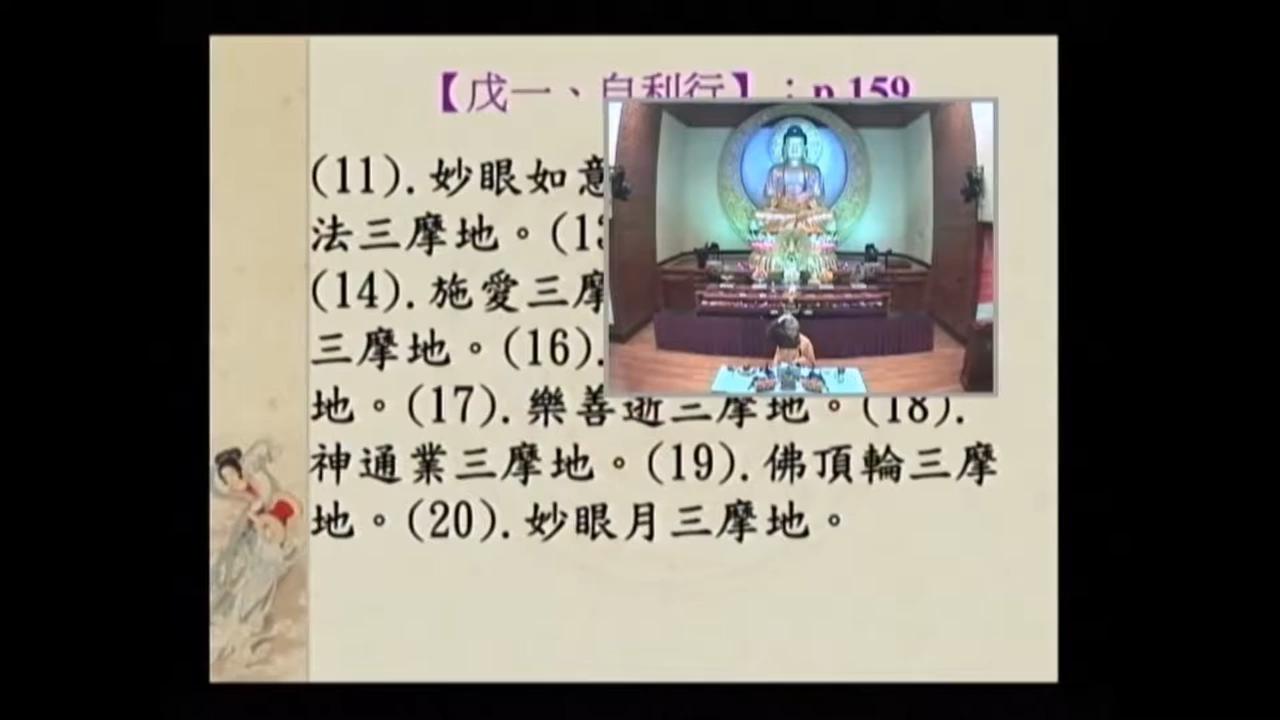 【戊一、自利行】：p.159
(11).妙眼如意
法三摩地。(13
(14).施愛三摩
三摩地。(16).
地。(17).樂善逝三摩地。(18).
神通業三摩地。(19).佛頂輪三摩
地。(20).妙眼月三摩地。